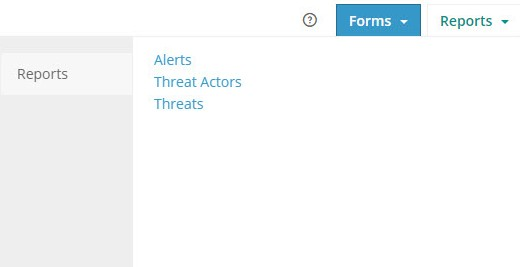 Forms
Reports
Reports
Alerts
Threat Actors
Threats